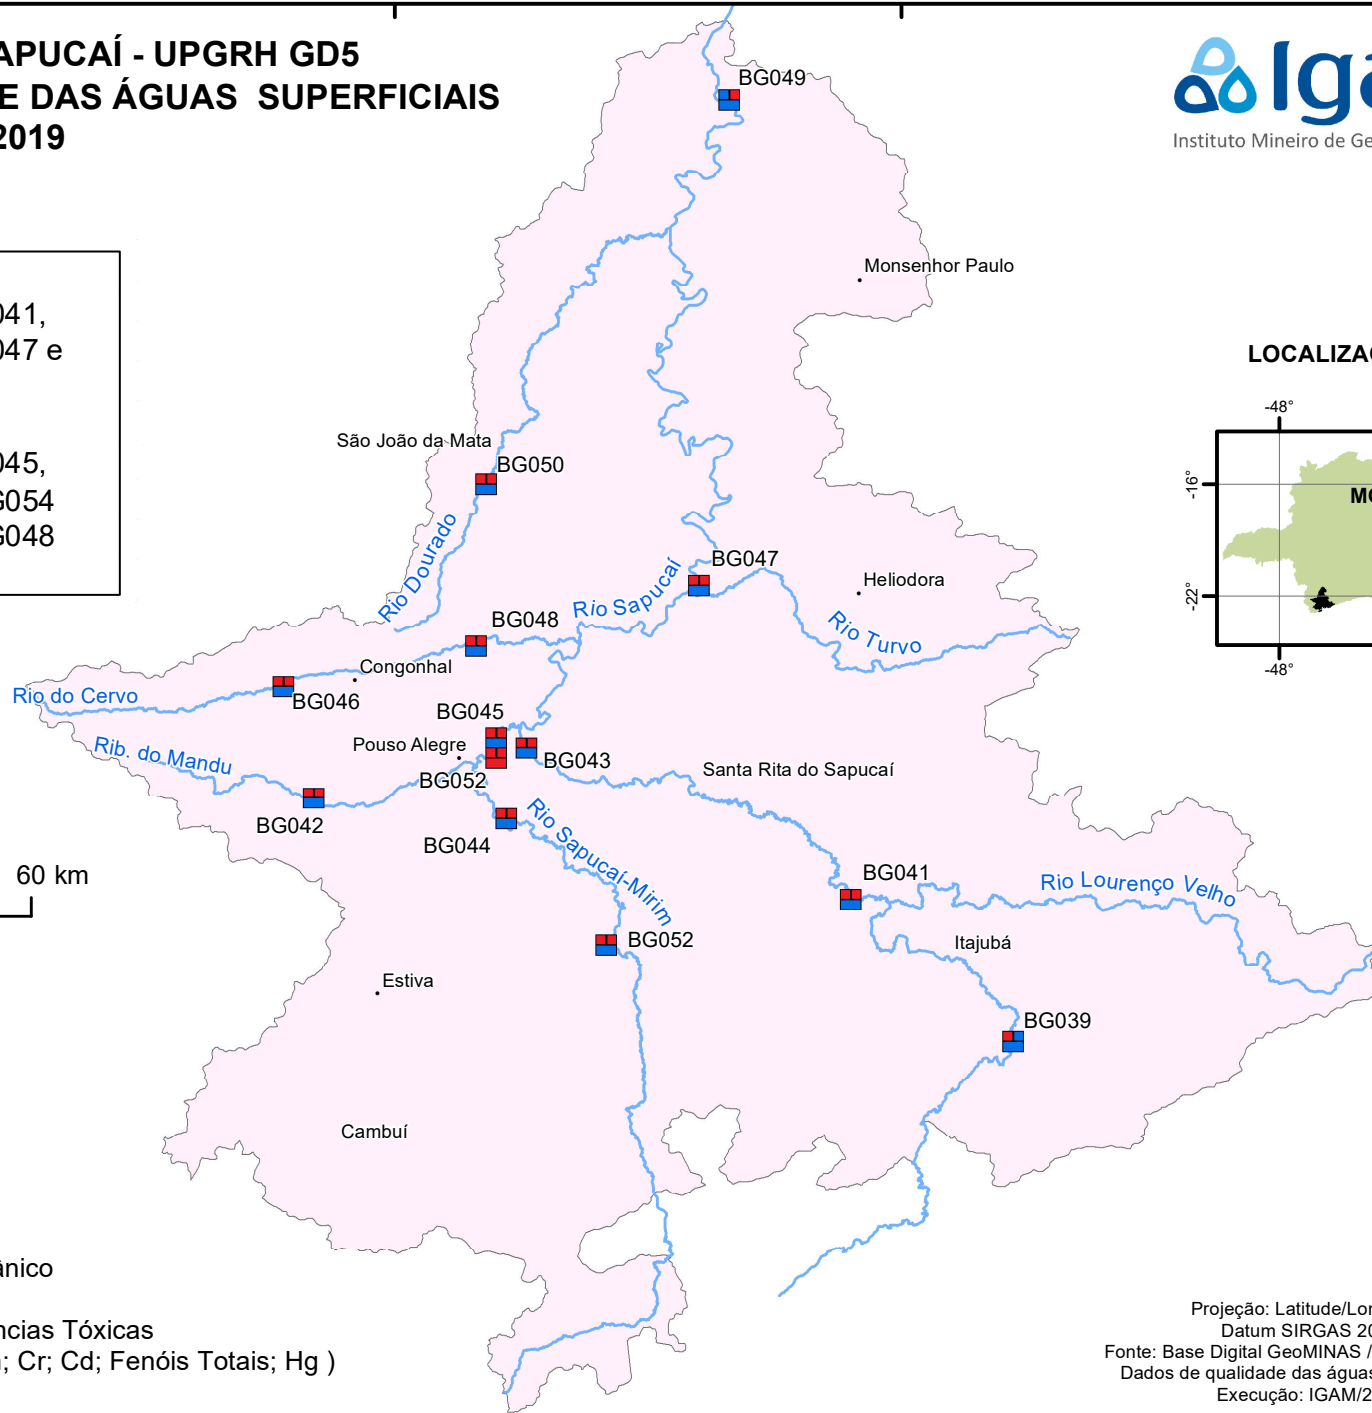 APUCAÍ - UPGRH GD5
E DAS ÁGUAS SUPERFICIAIS
2019
Iga
Instituto Mineiro de Ge
041,
047 e
045,
G054
G048
BG049
Monsenhor Paulo
LOCALIZAÇ
-48°
-16°
MG
-22°
-48°
São João da Mata
BG050
Rio Dourado
BG047
Rio Sapucaí
Heliodora
Rio Turvo
BG048
Congonhal
Rio do Cervo
BG046
BG045
Rib. do Mandu
Pouso Alegre
BG043
BG052
Santa Rita do Sapucaí
BG042
BG044
Rio Sapucaí-Mirim
60 km
BG041
Rio Lourenço Velho
BG052
Itajubá
Estiva
BG039
Cambuí
ânico
ncias Tóxicas
; Cr; Cd; Fenóis Totais; Hg )
Projeção: Latitude/Lon
Datum SIRGAS 20
Fonte: Base Digital GeoMINAS /
Dados de qualidade das águas
Execução: IGAM/2